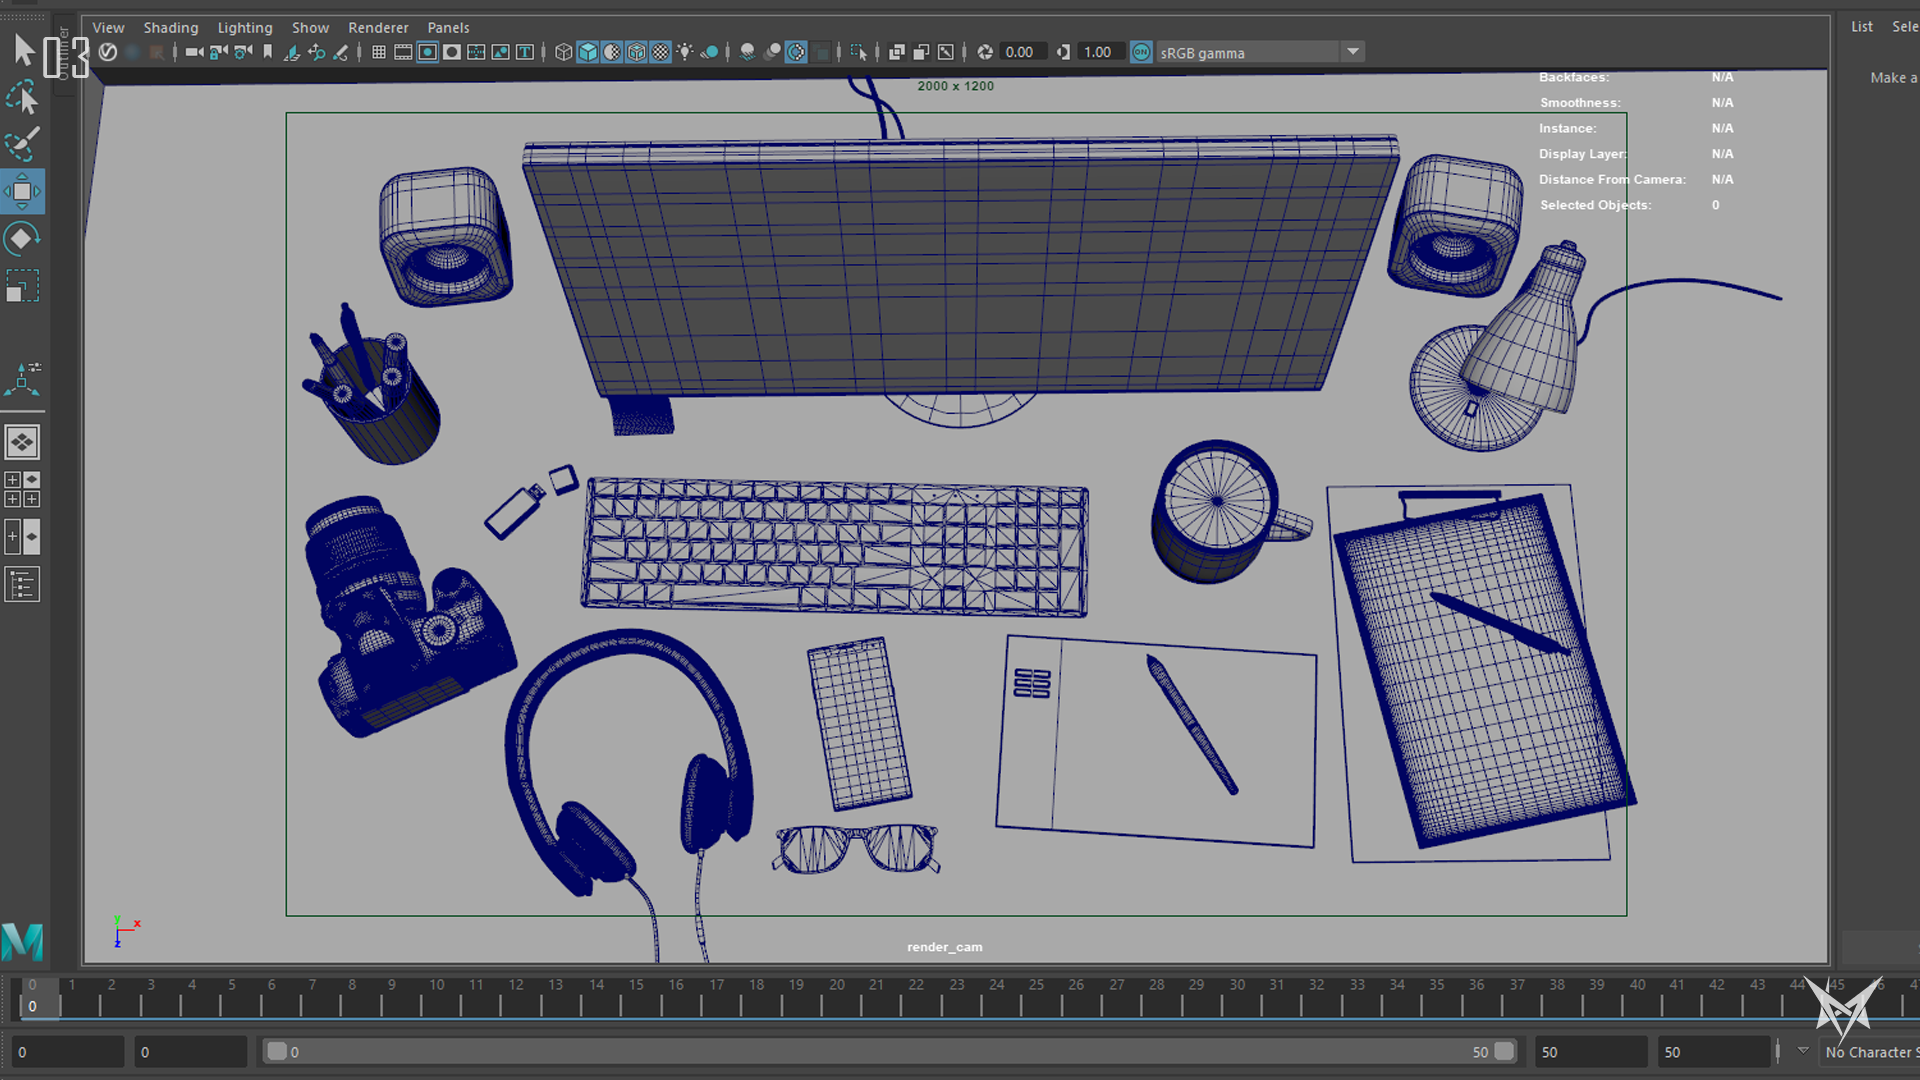 View Shading Lighting Show Renderer Panels
List
03
Outliner
0.00 1.00 ON sRGB gamma
Make a
2000 x 1200
Backfaces: N/A
Smoothness: N/A
Instance: N/A
Display Layer: N/A
Distance From Camera: N/A
Selected Objects: 0
y x
z
render_cam
0 1 2 3 4 5 6 7 8 9 10 11 12 13 14 15 16 17 18 19 20 21 22 23 24 25 26 27 28 29 30 31 32 33 34 35 36 37 38 39 40 41 42 43 44 45
0
0 0 0 50 50 50 No Character